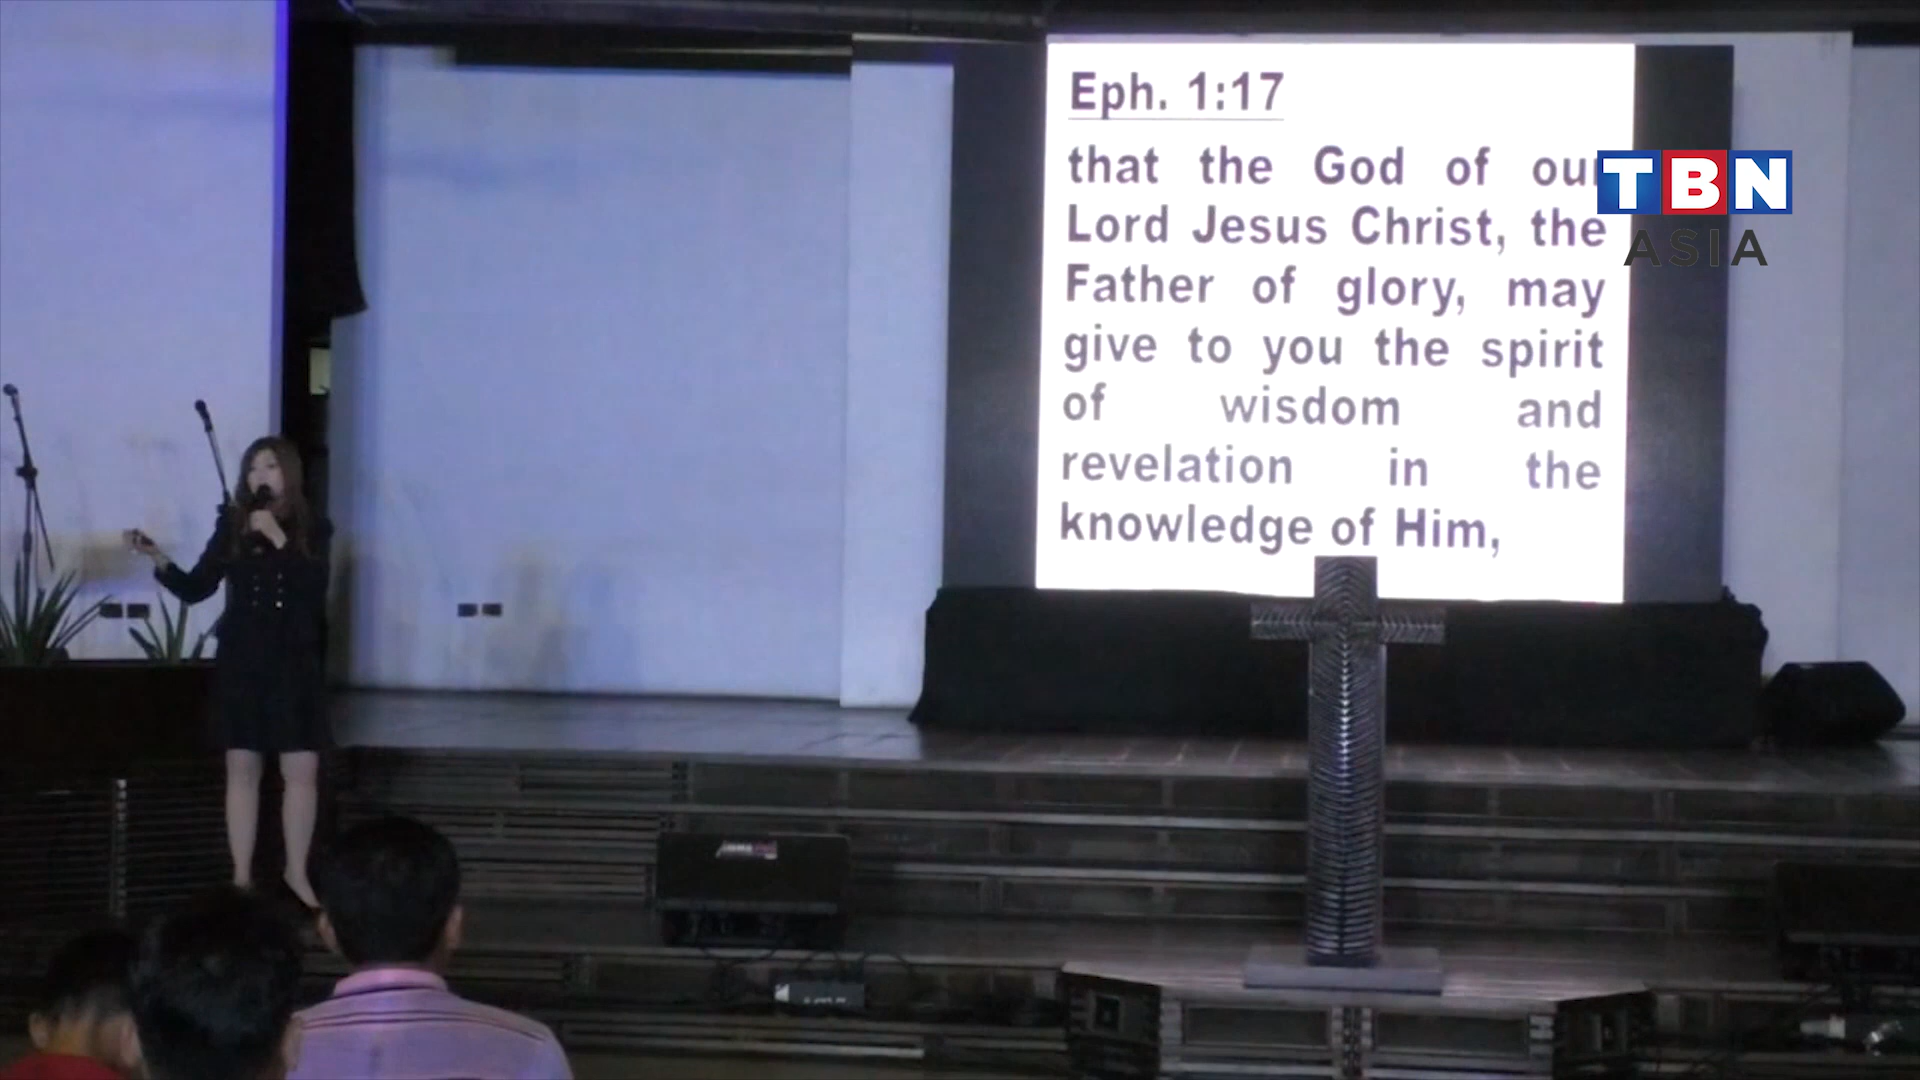 Eph. 1:17
that the God of our
Lord Jesus Christ, the
Father of glory, may
give to you the spirit
of wisdom and
revelation in the
knowledge of Him,
TBN
ASIA